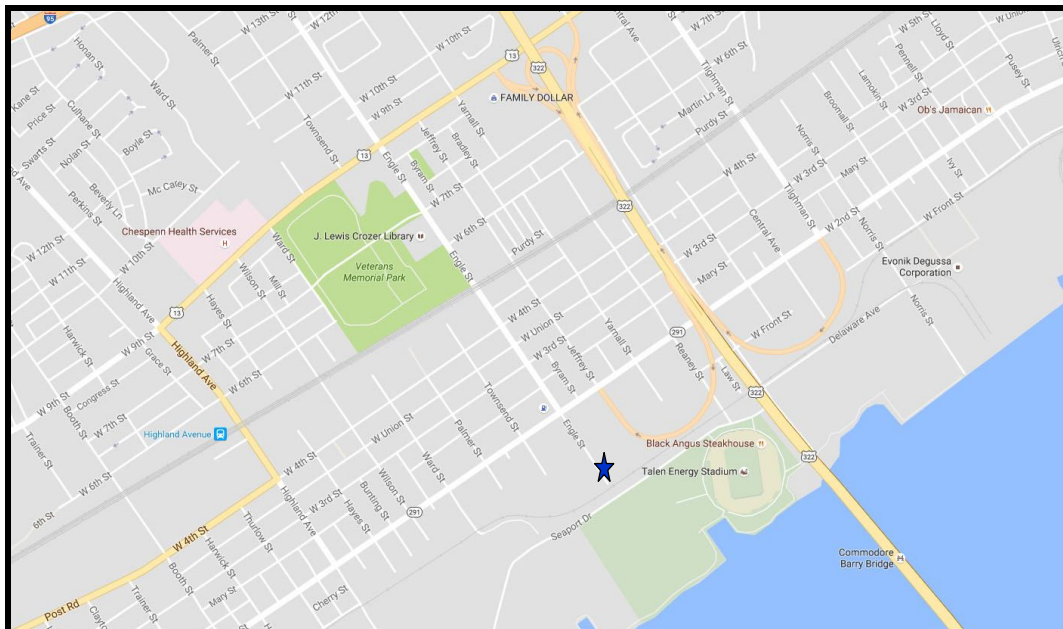 95
W 13th St
W 12th St
W 10th St
Central Ave
W 7th St
W 6th St
W 5th St
Lloyd St
W Union St
Ulrich
Palmer St
Honan St
Ward St
W 11th St
W 10th St
W 9th St
13
322
FAMILY DOLLAR
Tilghman St
Martin Ln
Purdy St
Pennell St
Lamokin St
W 3rd St
Pusey St
Kane St
Price St
Culhane St
Boyle St
Townsend St
Yarnall St
Jeffrey St
Bradley St
Broomall St
Ob's Jamaican
Swarts St
Nolan St
13
Engle St
Byram St
W 4th St
Norris St
W 3rd St
Mary St
Ivy St
Beverly Ln
Perkins St
Mc Caley St
W 7th St
322
Tilghman St
W 2nd St
W Front St
Chespenn Health Services
H
W 12th St
W 10th St
W 11th St
Ward St
J. Lewis Crozer Library
W 6th St
Purdy St
W 3rd St
Central Ave
Norris St
Evonik Degussa
Corporation
Veterans
Memorial Park
Engle St
Mary St
Wilson St
Mill St
Highland Ave
Hayes St
13
W 4th St
W Union St
Yarnall St
291
W Front St
Delaware Ave
Norris St
Harwick St
W 9th St
Grace St
W 7th St
Highland Ave
W 3rd St
Jeffrey St
Byram St
Reaney St
Law St
W 9th St
Congress St
W 6th St
Booth St
W 7th St
Trainer St
Townsend St
322
Highland Avenue
W Union St
Palmer St
Engle St
Black Angus Steakhouse
Talen Energy Stadium
322
W 6th St
6th St
W 4th St
Ward St
Wilson St
W 3rd St
Bunting St
Hayes St
291
Highland Ave
Seaport Dr
W 4th St
Thurlow St
Harwick St
Booth St
Mary St
Cherry St
Trainer St
Post Rd
Commodore
Barry Bridge